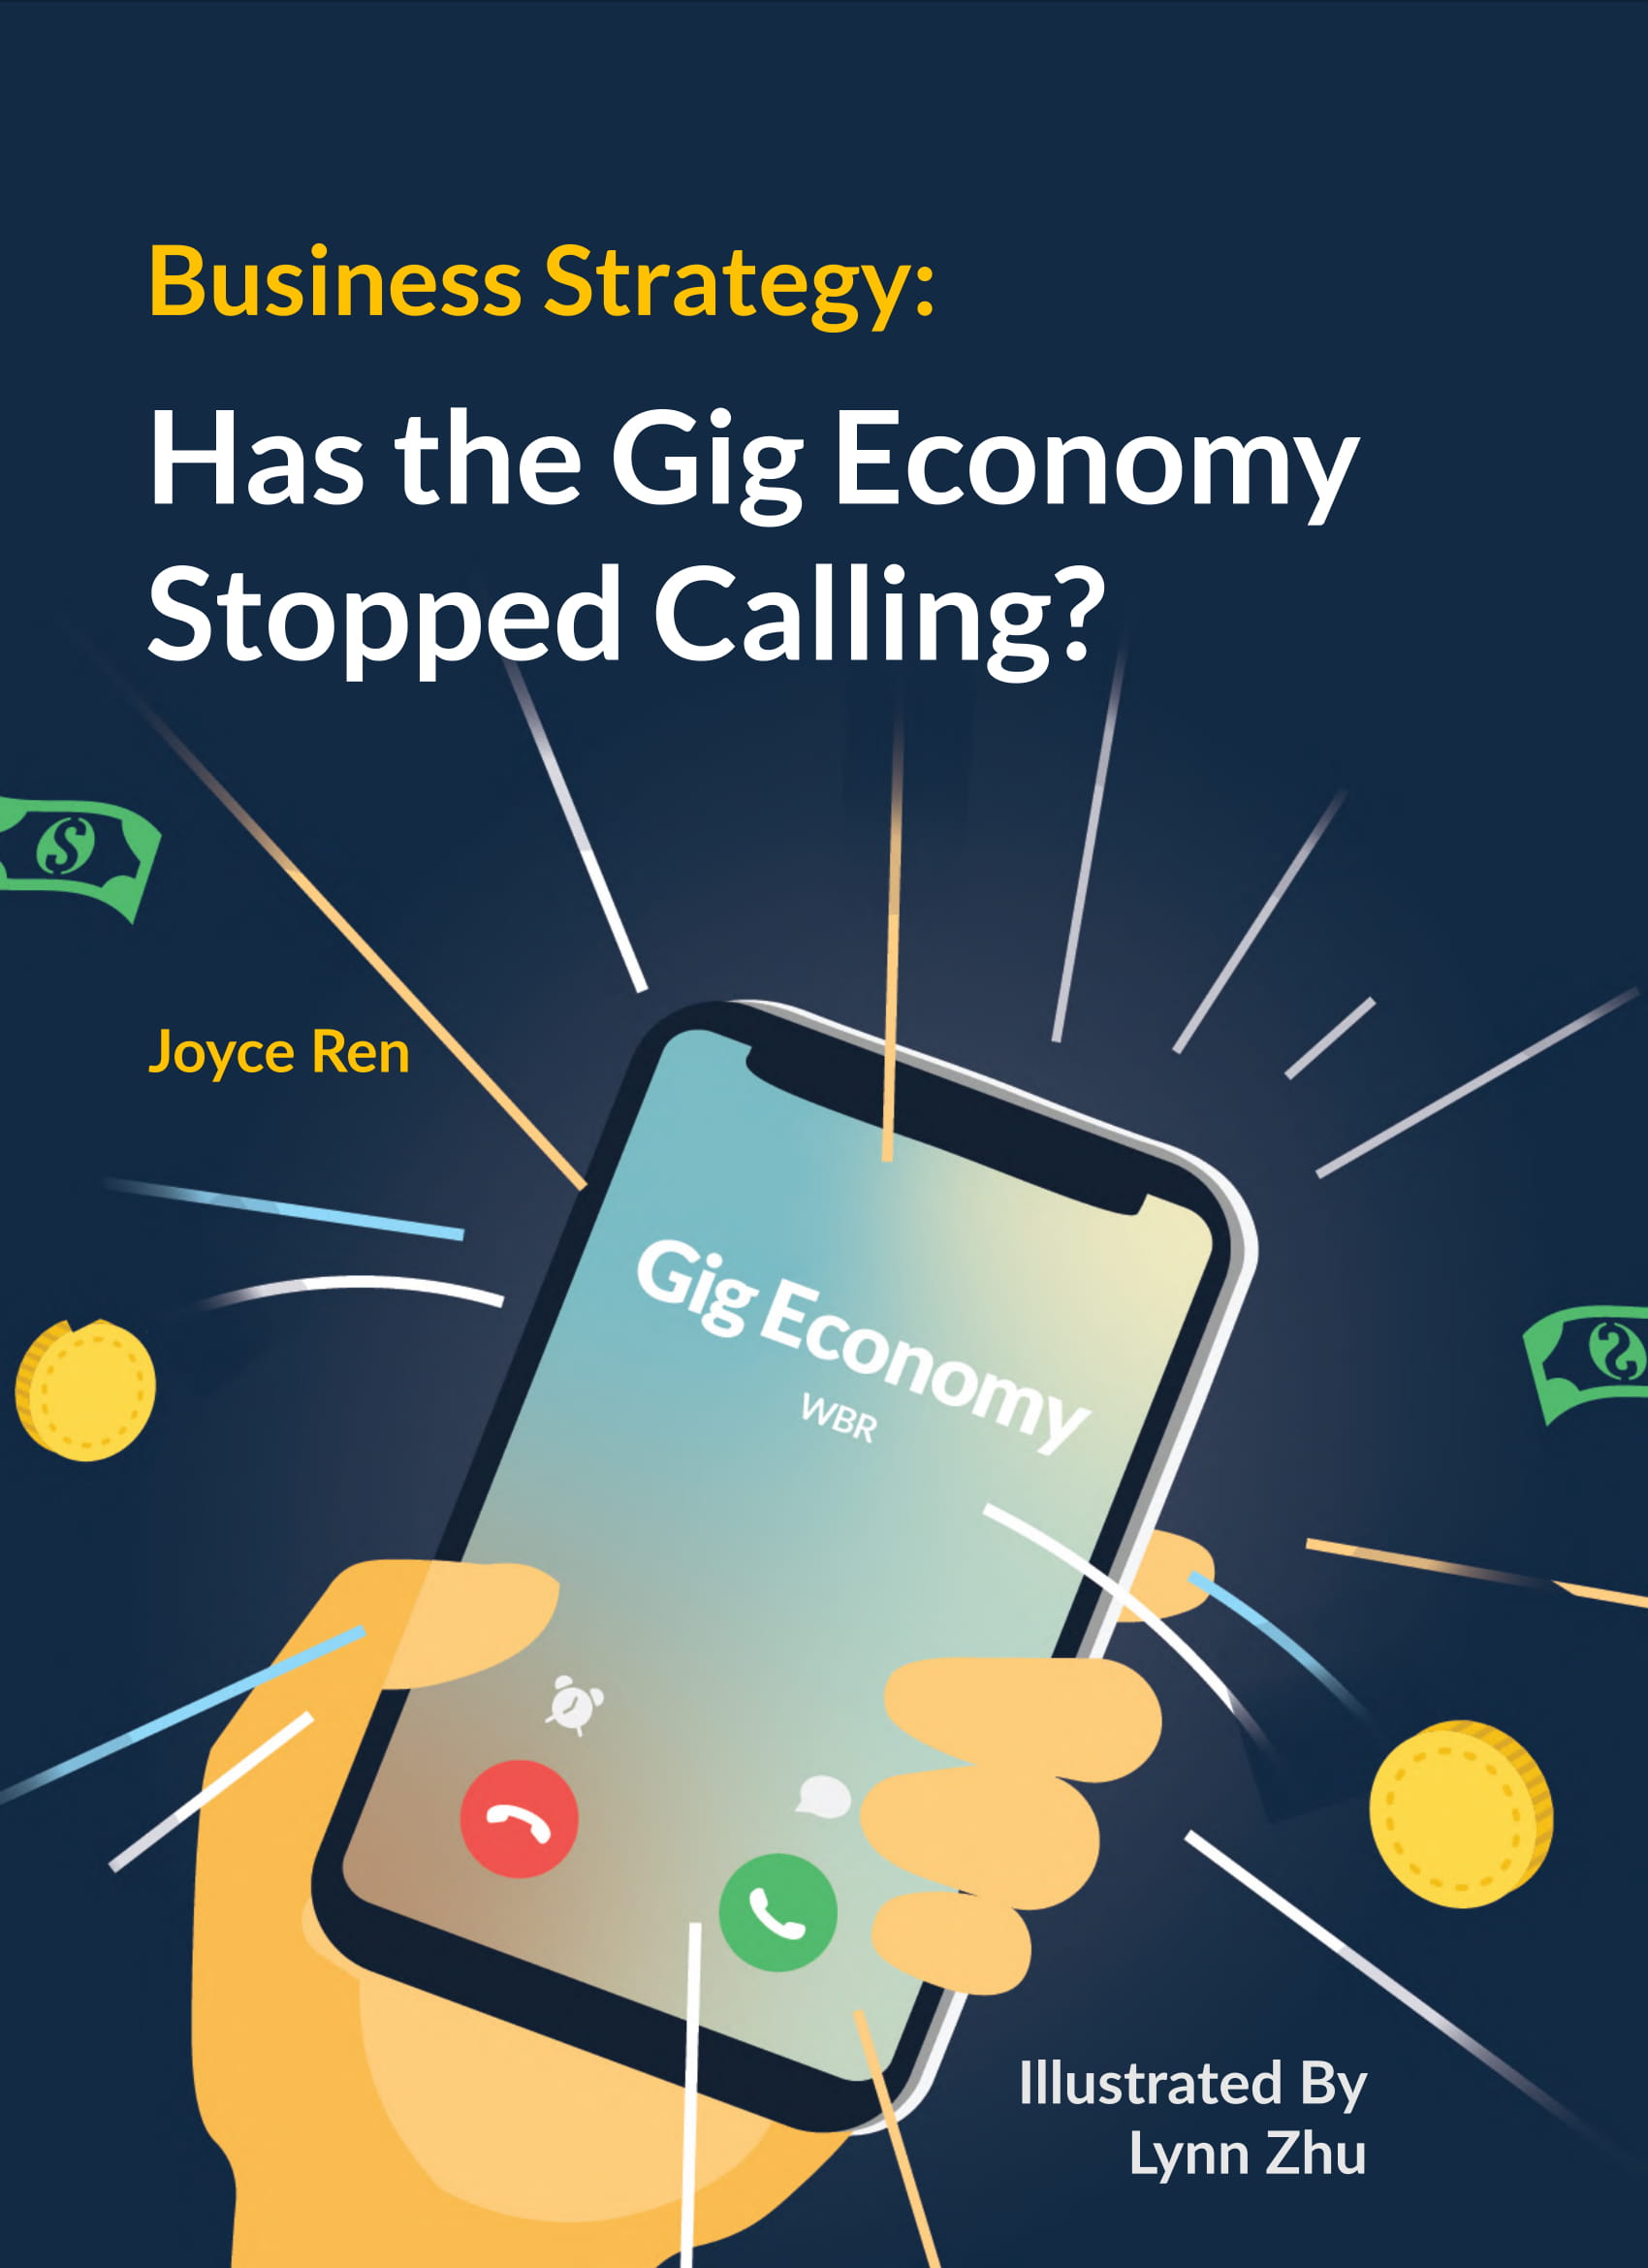 Business Strategy:
Has the Gig Economy
Stopped Calling?
Joyce Ren
Gig Economy
WBR
Illustrated By
Lynn Zhu